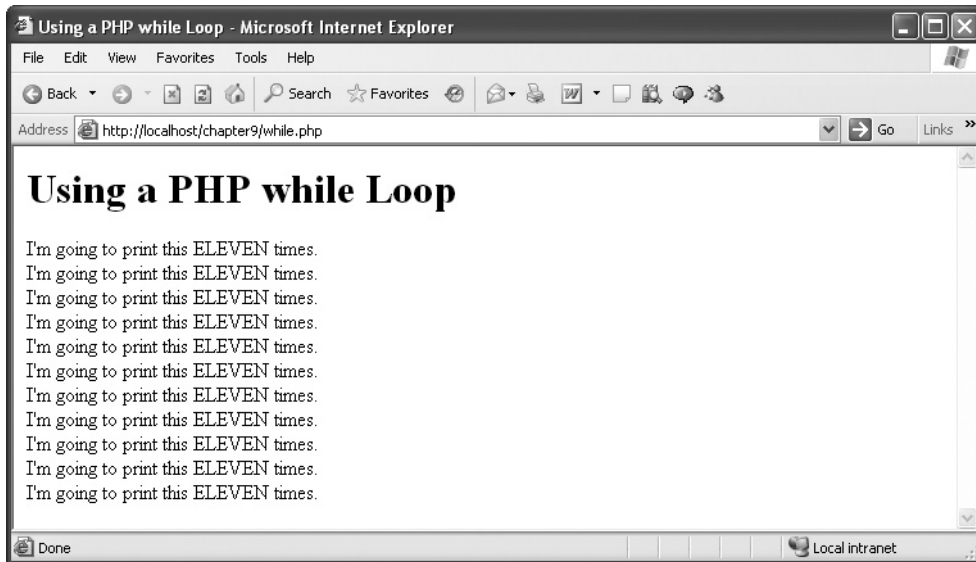 Using a PHP while Loop - Microsoft Internet Explorer
File Edit View Favorites Tools Help
Back Search Favorites W
Address http://localhost/chapter9/while.php Go Links »
Using a PHP while Loop
I'm going to print this ELEVEN times.
I'm going to print this ELEVEN times.
I'm going to print this ELEVEN times.
I'm going to print this ELEVEN times.
I'm going to print this ELEVEN times.
I'm going to print this ELEVEN times.
I'm going to print this ELEVEN times.
I'm going to print this ELEVEN times.
I'm going to print this ELEVEN times.
I'm going to print this ELEVEN times.
I'm going to print this ELEVEN times.
Done Local intranet